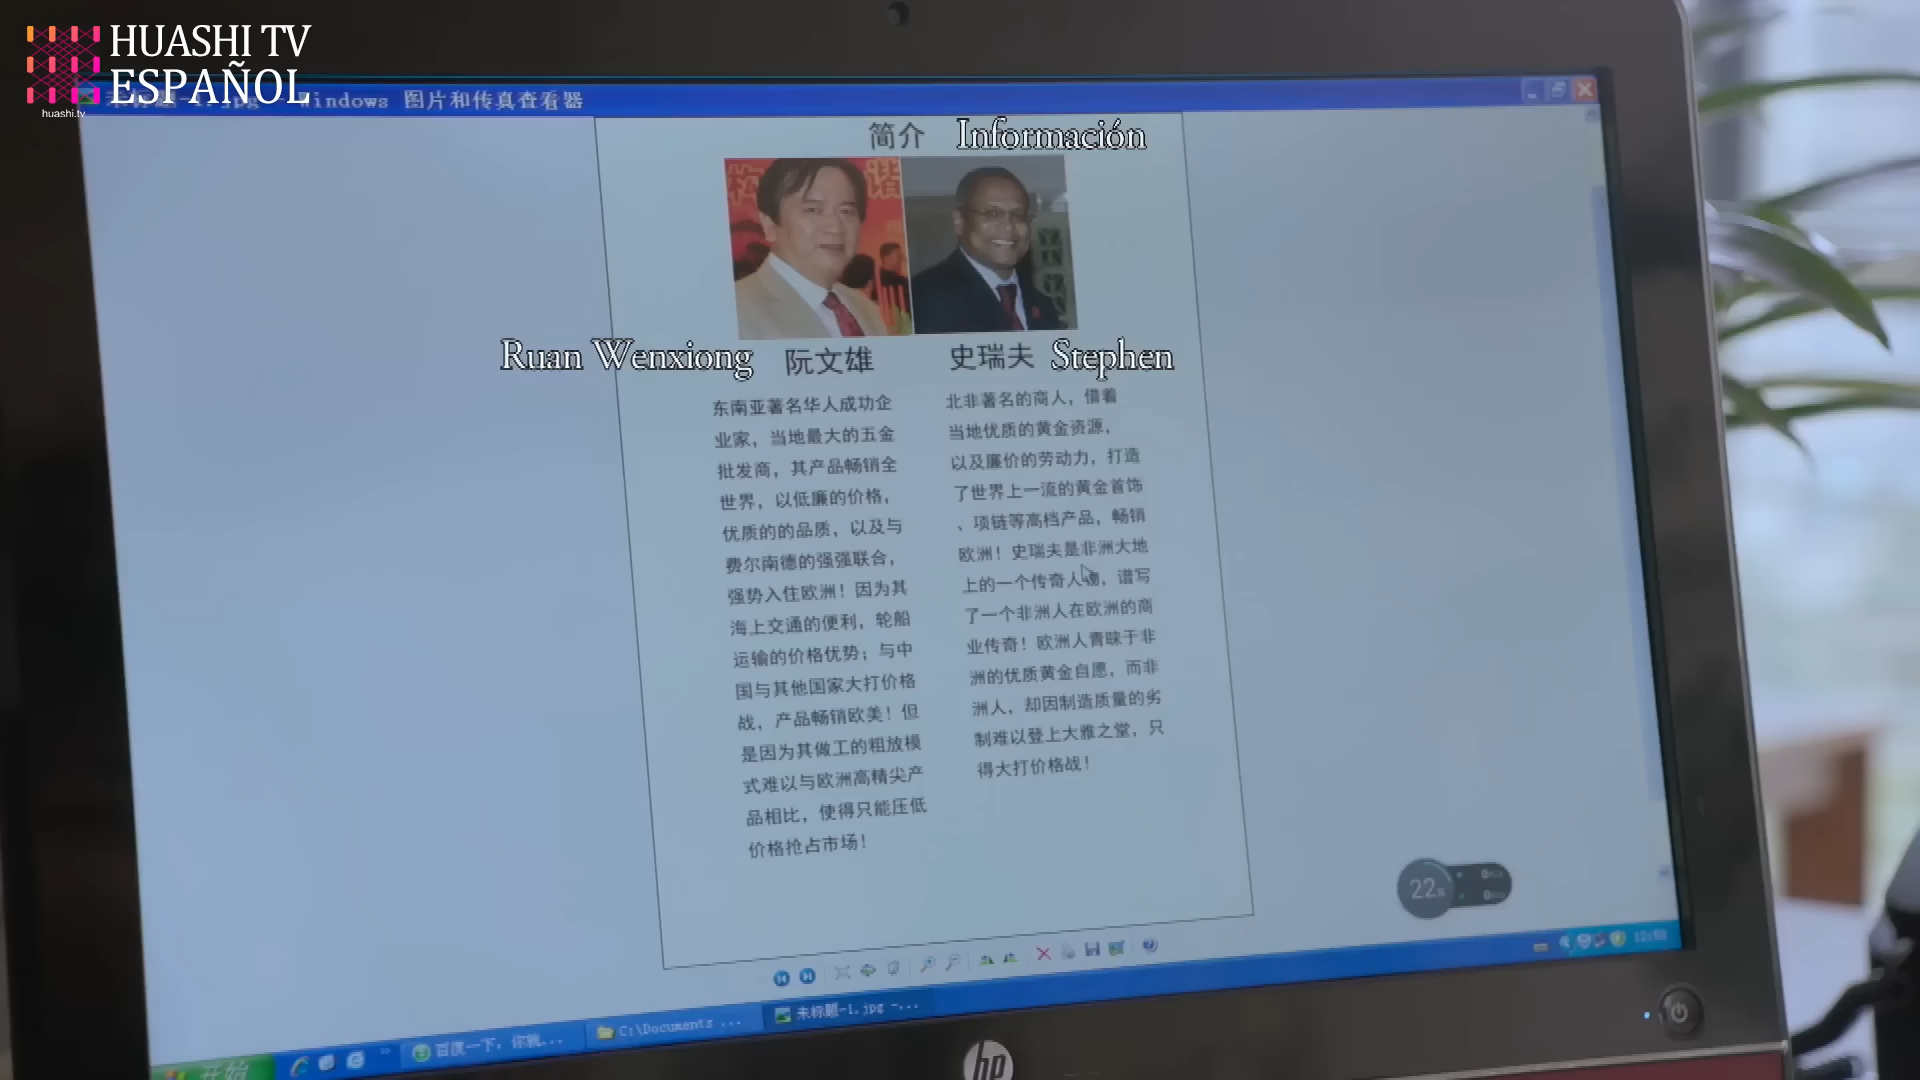 HUASHI TV
ESPAÑOL
huashi.tv
未标题-1.jpg - Windows 图片和传真查看器
简介 Información
Ruan Wenxiong 阮文雄
史瑞夫 Stephen
东南亚著名华人成功企
业家，当地最大的五金
批发商，其产品畅销全
世界，以低廉的价格，
优质的的品质，以及与
费尔南德的强强联合，
强势入住欧洲！因为其
海上交通的便利，轮船
运输的价格优势；与中
国与其他国家大打价格
战，产品畅销欧美！但
是因为其做工的粗放模
式难以与欧洲高精尖产
品相比，使得只能压低
价格抢占市场！
北非著名的商人，借着
当地优质的黄金资源，
以及廉价的劳动力，打造
了世界上一流的黄金首饰
、项链等高档产品，畅销
欧洲！史瑞夫是非洲大地
上的一个传奇人物，谱写
了一个非洲人在欧洲的商
业传奇！欧洲人青睐于非
洲的优质黄金自愿，而非
洲人，却因制造质量的劣
制难以登上大雅之堂，只
得大打价格战！
22%
开始
百度一下，你就...
C:\Documents ...
未标题-1.jpg -...
hp